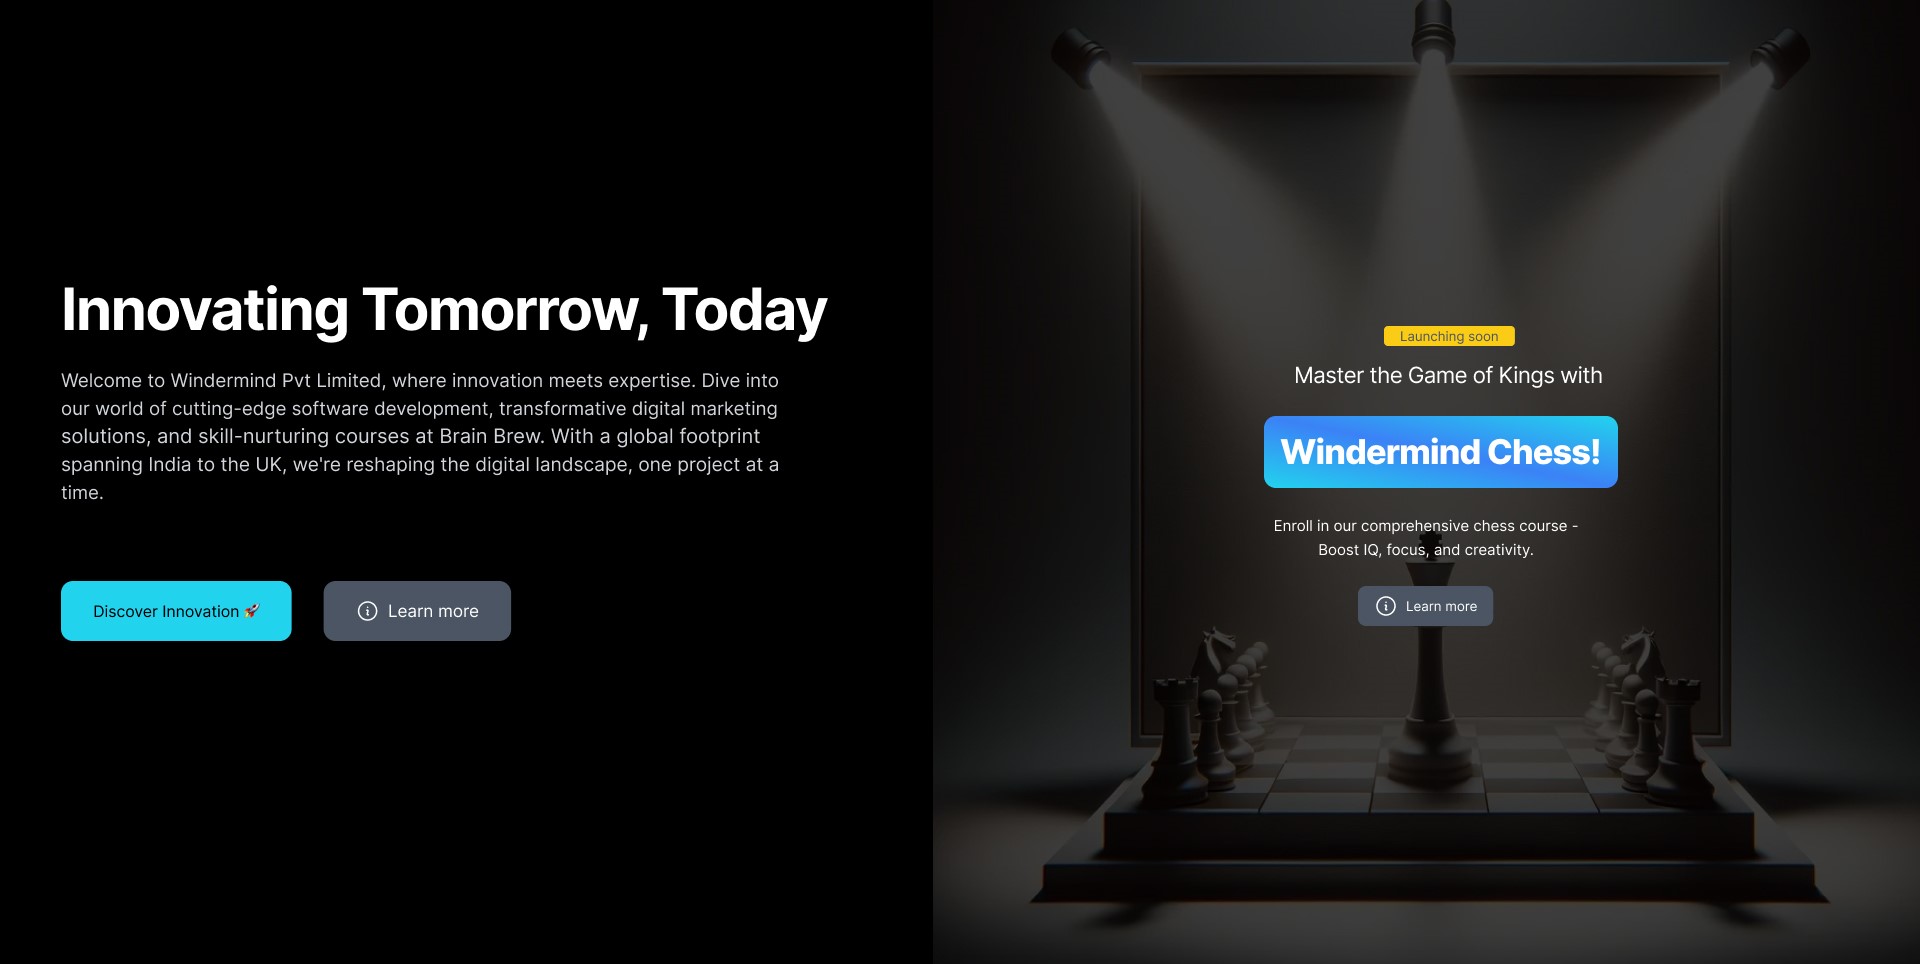 Innovating Tomorrow, Today
Welcome to Windermind Pvt Limited, where innovation meets expertise. Dive into
our world of cutting-edge software development, transformative digital marketing
solutions, and skill-nurturing courses at Brain Brew. With a global footprint
spanning India to the UK, we're reshaping the digital landscape, one project at a
time.
Discover Innovation 🚀
Learn more
Launching soon
Master the Game of Kings with
Windermind Chess!
Enroll in our comprehensive chess course -
Boost IQ, focus, and creativity.
Learn more